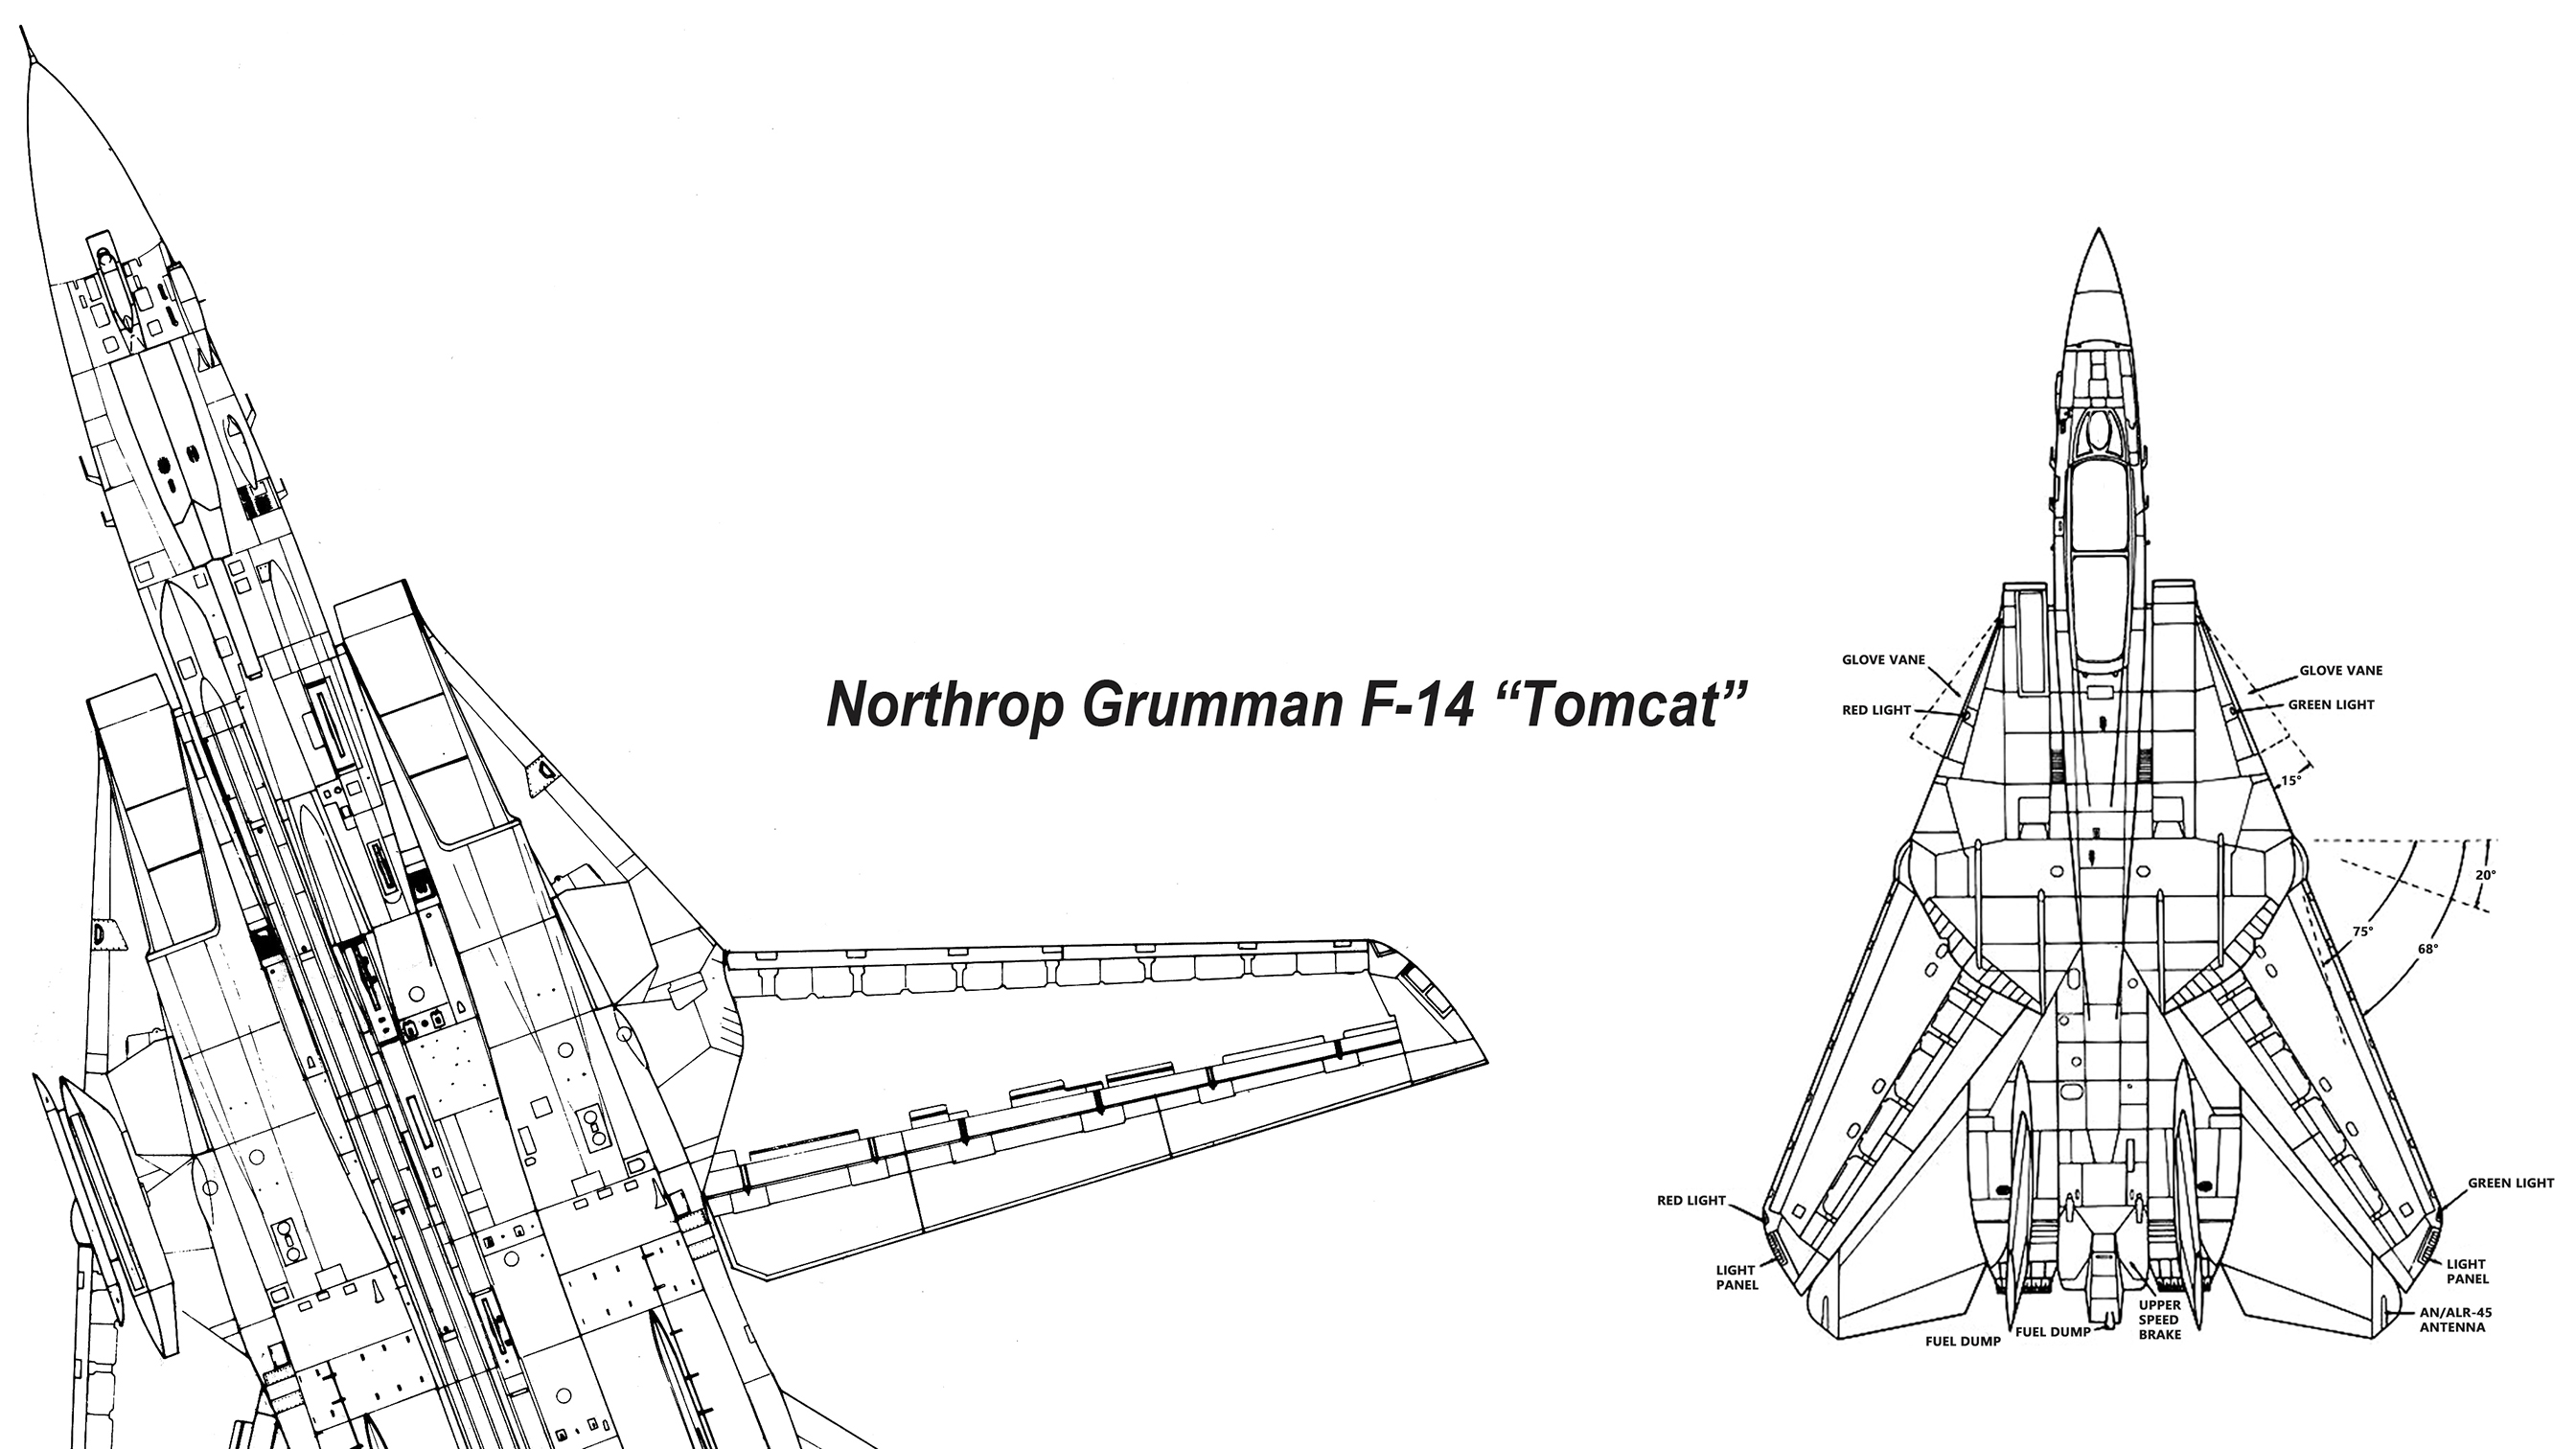 Northrop Grumman F-14 “Tomcat”
GLOVE VANE
GLOVE VANE
RED LIGHT
GREEN LIGHT
15°
20°
75°
68°
RED LIGHT
GREEN LIGHT
LIGHT
PANEL
LIGHT
PANEL
UPPER
SPEED
BRAKE
AN/ALR-45
ANTENNA
FUEL DUMP
FUEL DUMP